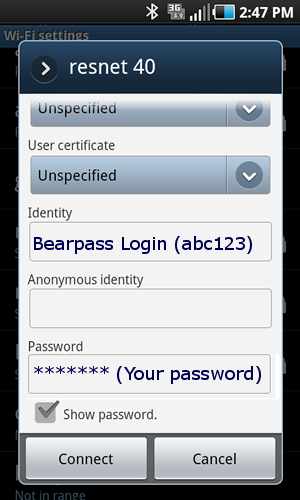 3G
2:47 PM
Wi-Fi settings
resnet 40
Unspecified
User certificate
Unspecified
Identity
Bearpass Login (abc123)
Anonymous identity
Password
******* (Your password)
Show password.
Connect
Cancel
Not in range